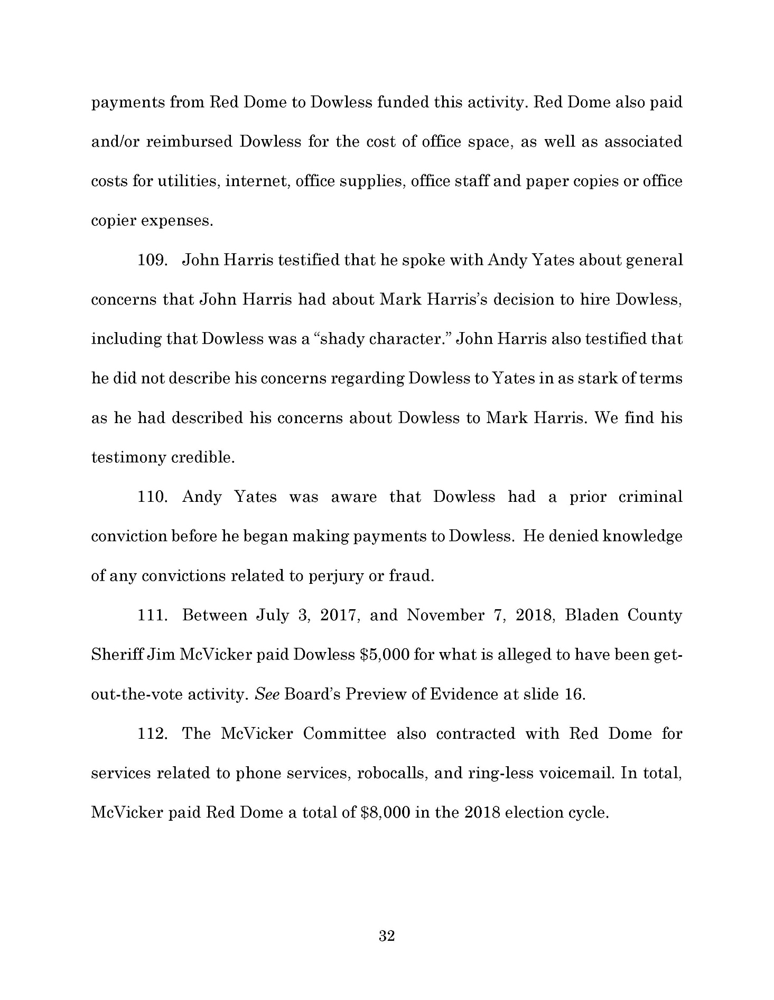 payments from Red Dome to Dowless funded this activity. Red Dome also paid
and/or reimbursed Dowless for the cost of office space, as well as associated
costs for utilities, internet, office supplies, office staff and paper copies or office
copier expenses.
109. John Harris testified that he spoke with Andy Yates about general
concerns that John Harris had about Mark Harris’s decision to hire Dowless,
including that Dowless was a “shady character.” John Harris also testified that
he did not describe his concerns regarding Dowless to Yates in as stark of terms
as he had described his concerns about Dowless to Mark Harris. We find his
testimony credible.
110. Andy Yates was aware that Dowless had a prior criminal
conviction before he began making payments to Dowless. He denied knowledge
of any convictions related to perjury or fraud.
111. Between July 3, 2017, and November 7, 2018, Bladen County
Sheriff Jim McVicker paid Dowless $5,000 for what is alleged to have been get-
out-the-vote activity. See Board’s Preview of Evidence at slide 16.
112. The McVicker Committee also contracted with Red Dome for
services related to phone services, robocalls, and ring-less voicemail. In total,
McVicker paid Red Dome a total of $8,000 in the 2018 election cycle.
32